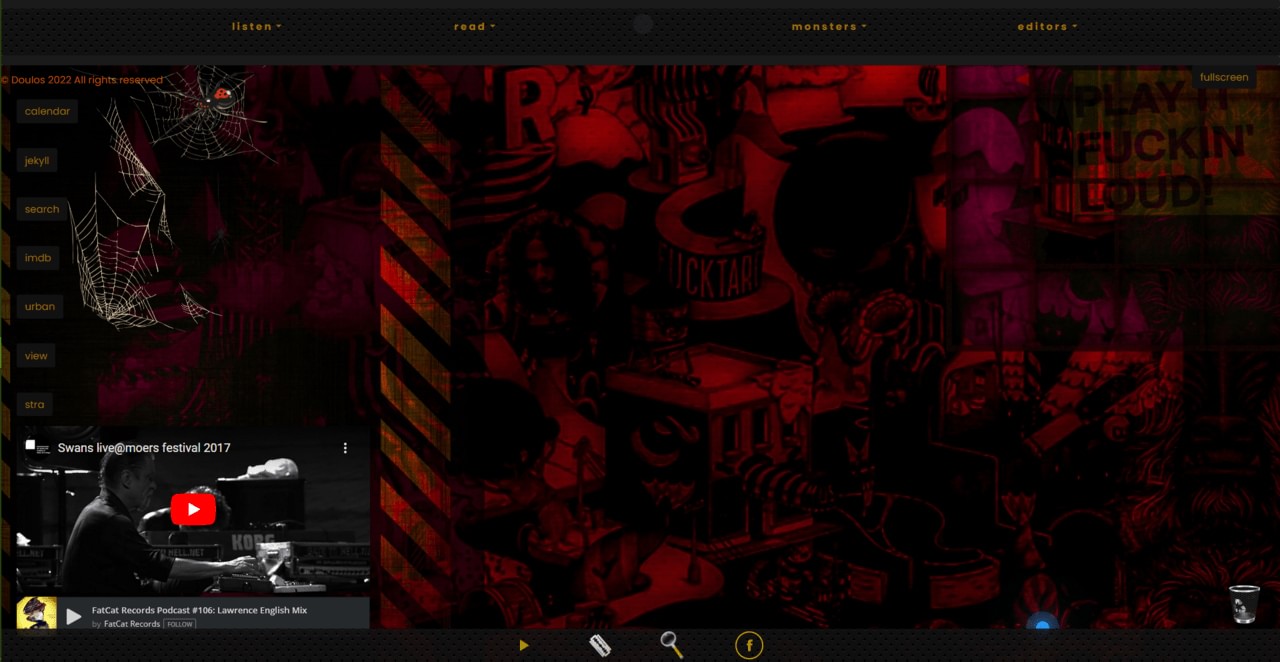 listen
read
monsters
editors
© Doulos 2022 All rights reserved
fullscreen
PLAY IT
FUCKIN'
LOUD!
R
calendar
jekyll
search
imdb
urban
view
stra
Swans live@moers festival 2017
KORG
FatCat Records Podcast #106: Lawrence English Mix
by FatCat Records FOLLOW
f